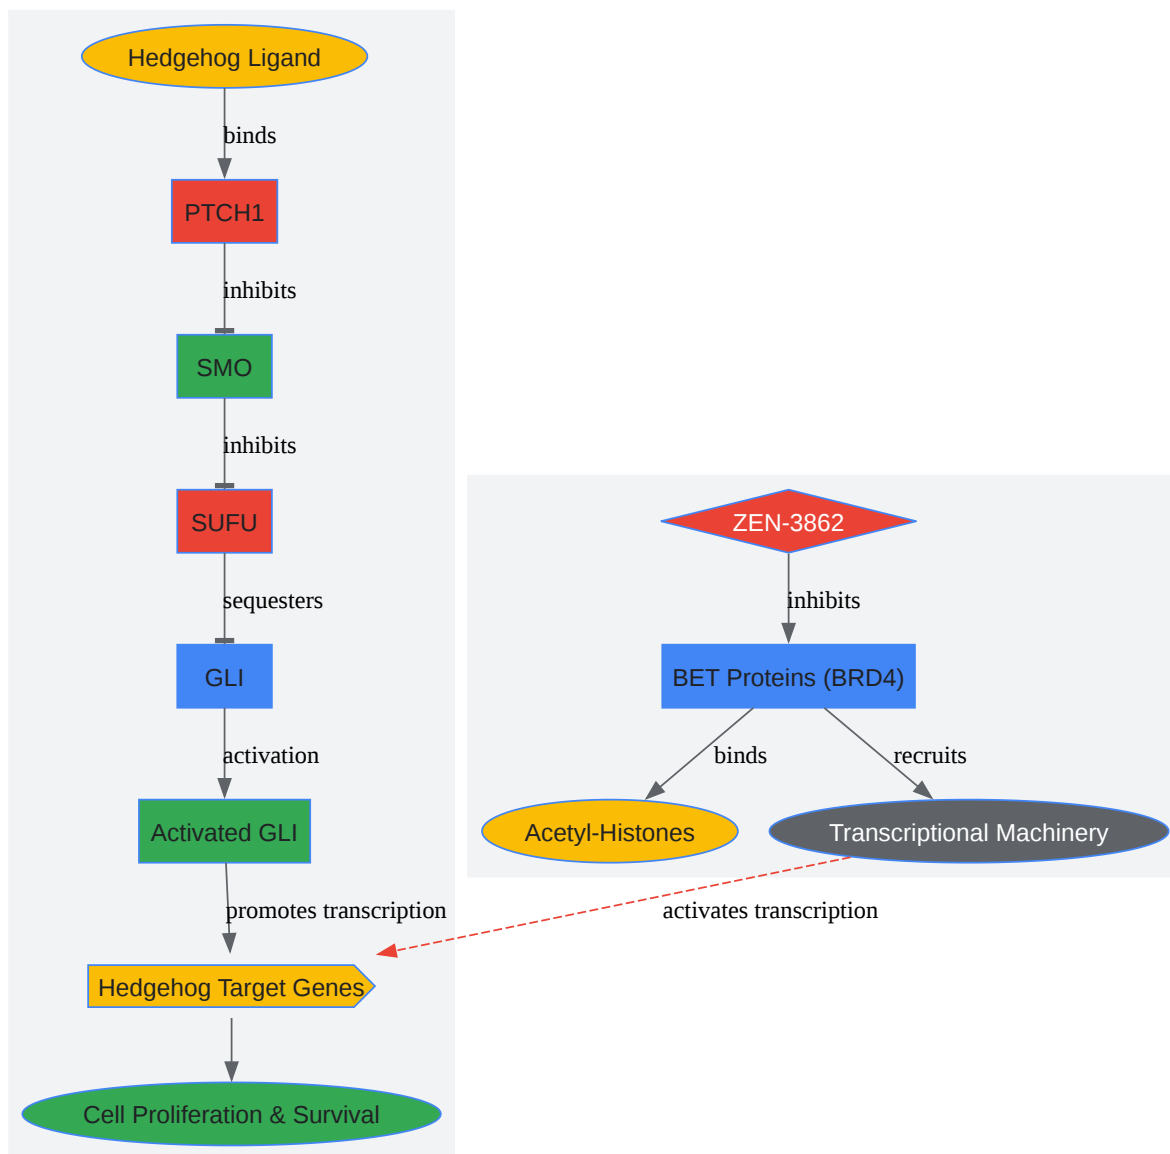 Hedgehog Ligand
binds
PTCH1
inhibits
SMO
inhibits
SUFU
sequesters
GLI
activation
Activated GLI
promotes transcription
Hedgehog Target Genes
Cell Proliferation & Survival
ZEN-3862
inhibits
BET Proteins (BRD4)
binds
recruits
Acetyl-Histones
Transcriptional Machinery
activates transcription